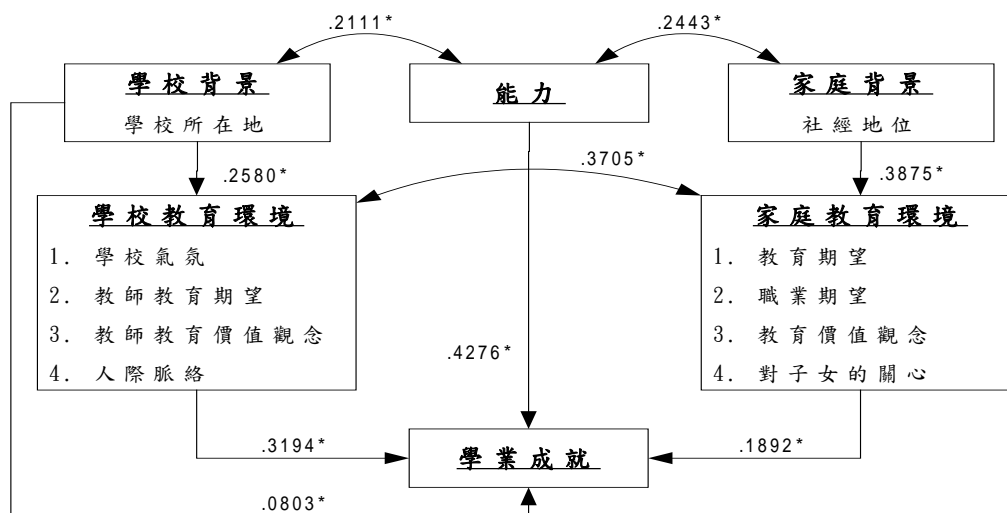 .2111*
.2443*
學校背景
學校所在地
能力
家庭背景
社經地位
.2580*
.3705*
.3875*
學校教育環境
1. 學校氣氛
2. 教師教育期望
3. 教師教育價值觀念
4. 人際脈絡
家庭教育環境
1. 教育期望
2. 職業期望
3. 教育價值觀念
4. 對子女的關心
.4276*
.3194*
學業成就
.1892*
.0803*